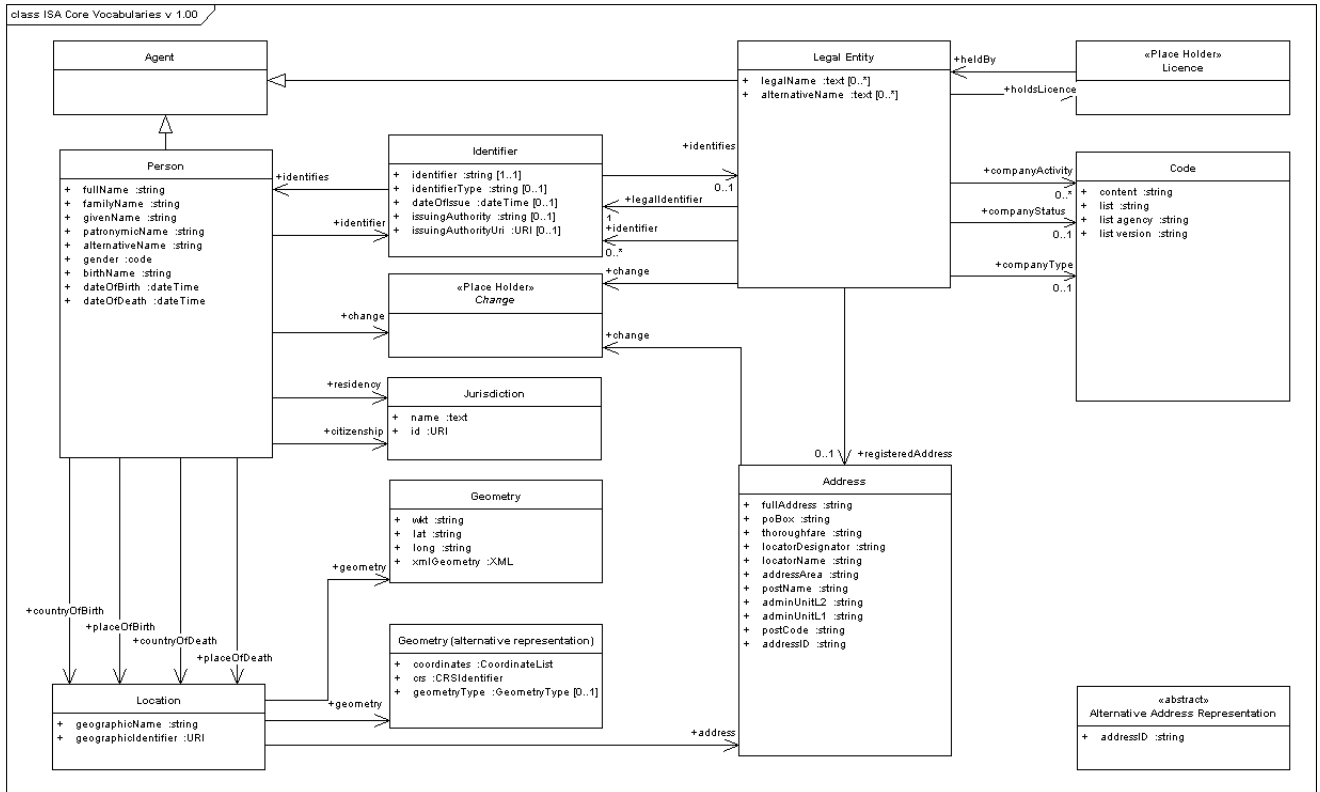 class ISA Core Vocabularies v 1.00
Agent
Legal Entity
+ legalName :text [0..*]
+ alternativeName :text [0..*]
+heldBy
+holdsLicence
«Place Holder»
Licence
Person
+ fullName :string
+ familyName :string
+ givenName :string
+ patronymicName :string
+ alternativeName :string
+ gender :code
+ birthName :string
+ dateOfBirth :dateTime
+ dateOfDeath :dateTime
+identifies
+identifier
Identifier
+ identifier :string [1..1]
+ identifierType :string [0..1]
+ dateOfIssue :dateTime [0..1]
+ issuingAuthority :string [0..1]
+ issuingAuthorityUri :URI [0..1]
+identifies
0..1
+legalIdentifier
1
+identifier
0..*
+change
+companyActivity
0..*
+companyStatus
0..1
+companyType
0..1
Code
+ content :string
+ list :string
+ list agency :string
+ list version :string
«Place Holder»
Change
+change
+change
+residency
+citizenship
Jurisdiction
+ name :text
+ id :URI
0..1
+registeredAddress
Address
+ fullAddress :string
+ poBox :string
+ thoroughfare :string
+ locatorDesignator :string
+ locatorName :string
+ addressArea :string
+ postName :string
+ adminUnitL2 :string
+ adminUnitL1 :string
+ postCode :string
+ addressID :string
Geometry
+ wkt :string
+ lat :string
+ long :string
+ xmlGeometry :XML
+geometry
+countryOfBirth
+placeOfBirth
+countryOfDeath
+placeOfDeath
Geometry (alternative representation)
+ coordinates :CoordinateList
+ crs :CRSIdentifier
+ geometryType :GeometryType [0..1]
Location
+ geographicName :string
+ geographicIdentifier :URI
+geometry
+address
«abstract»
Alternative Address Representation
+ addressID :string